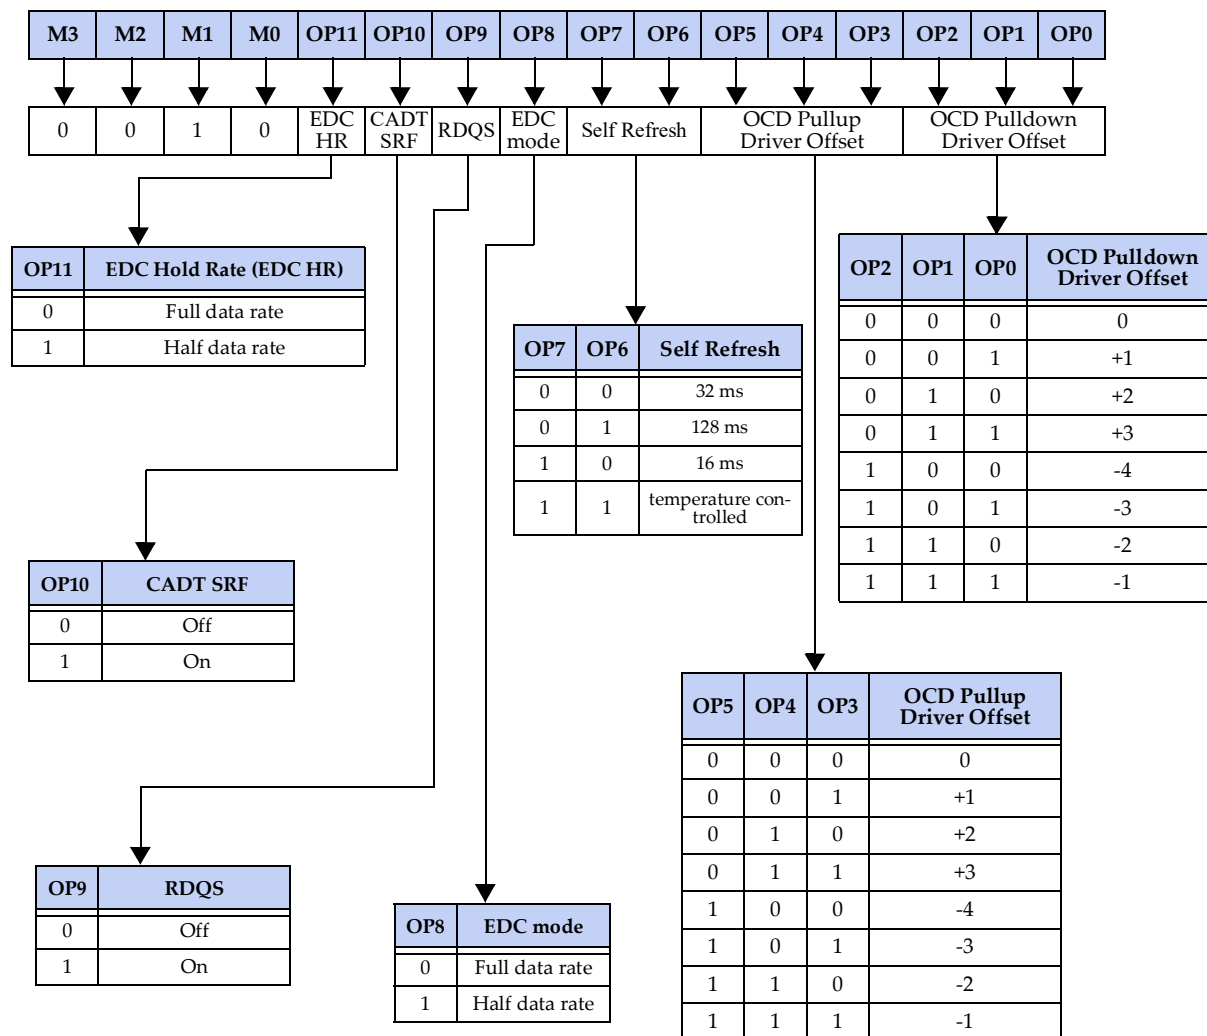 M3 M2 M1 M0 OP11 OP10 OP9 OP8 OP7 OP6 OP5 OP4 OP3 OP2 OP1 OP0
0 0 1 0 EDC HR CADT SRF RDQS EDC mode Self Refresh OCD Pullup Driver Offset OCD Pulldown Driver Offset
OP11 EDC Hold Rate (EDC HR)
0 Full data rate
1 Half data rate
OP2 OP1 OP0 OCD Pulldown Driver Offset
0 0 0 0
0 0 1 +1
0 1 0 +2
0 1 1 +3
1 0 0 -4
1 0 1 -3
1 1 0 -2
1 1 1 -1
OP7 OP6 Self Refresh
0 0 32 ms
0 1 128 ms
1 0 16 ms
1 1 temperature con-
trolled
OP10 CADT SRF
0 Off
1 On
OP5 OP4 OP3 OCD Pullup Driver Offset
0 0 0 0
0 0 1 +1
0 1 0 +2
0 1 1 +3
1 0 0 -4
1 0 1 -3
1 1 0 -2
1 1 1 -1
OP9 RDQS
0 Off
1 On
OP8 EDC mode
0 Full data rate
1 Half data rate